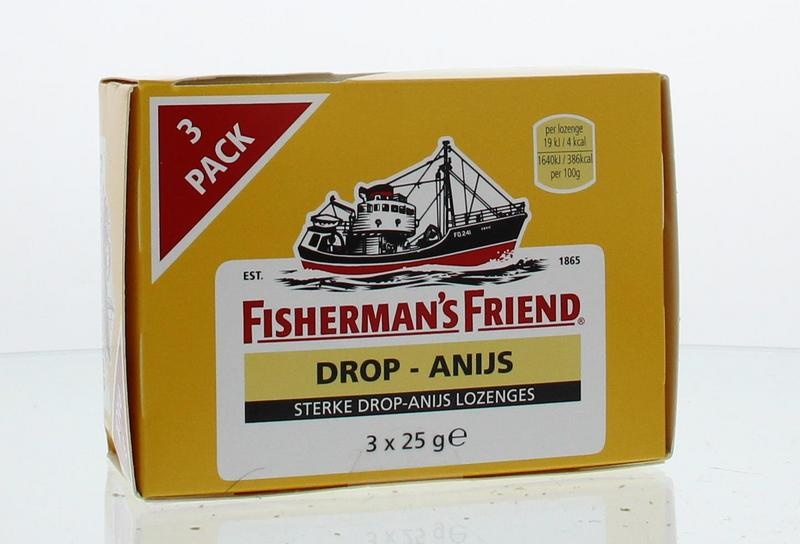 3
PACK
per lozenge
19 kJ / 4 kcal
1640kJ / 386kcal
per 100g
FD 241
EST.
1865
FISHERMAN'S FRIEND®
DROP - ANIJS
STERKE DROP-ANIJS LOZENGES
3 x 25 g e